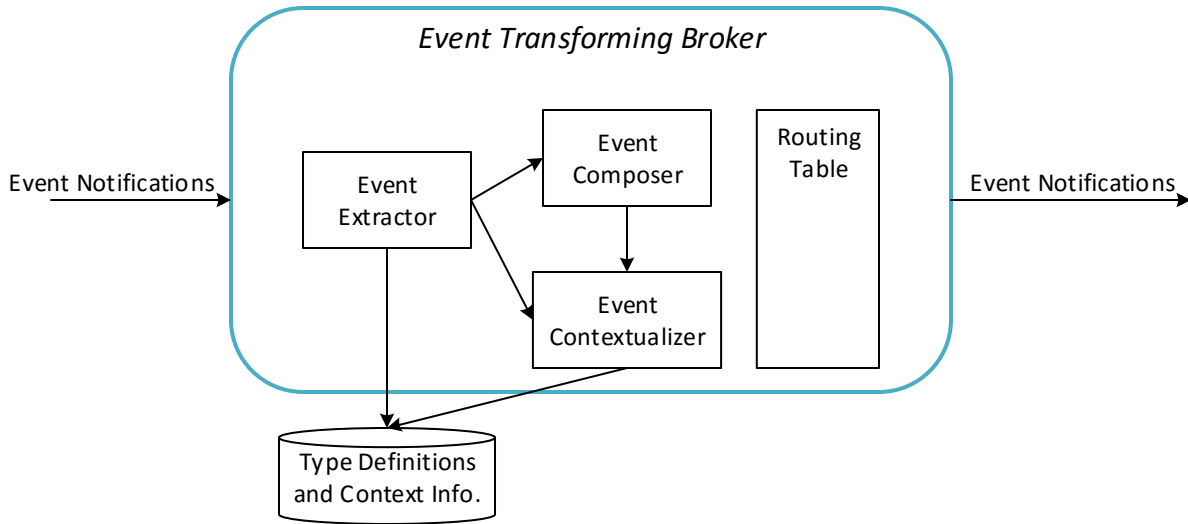 Event Transforming Broker
Event Notifications
Event
Extractor
Event
Composer
Event
Contextualizer
Routing
Table
Event Notifications
Type Definitions
and Context Info.